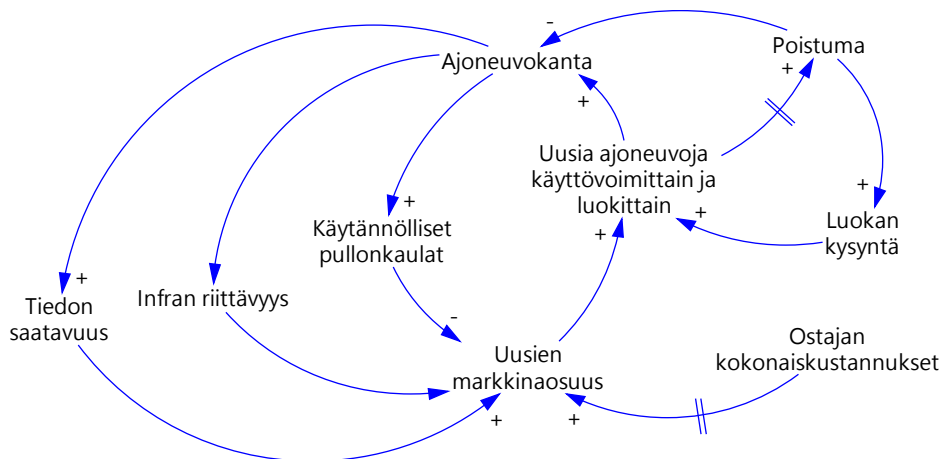 -
Poistuma
Ajoneuvokanta
+
+
Uusia ajoneuvoja
käyttövoimittain ja
luokittain
+
+
+
+
Luokan
kysyntä
Käytännölliset
pullonkaulat
+
Tiedon
saatavuus
Infran riittävyys
-
Uusien
markkinaosuus
Ostajan
kokonaiskustannukset
+
+